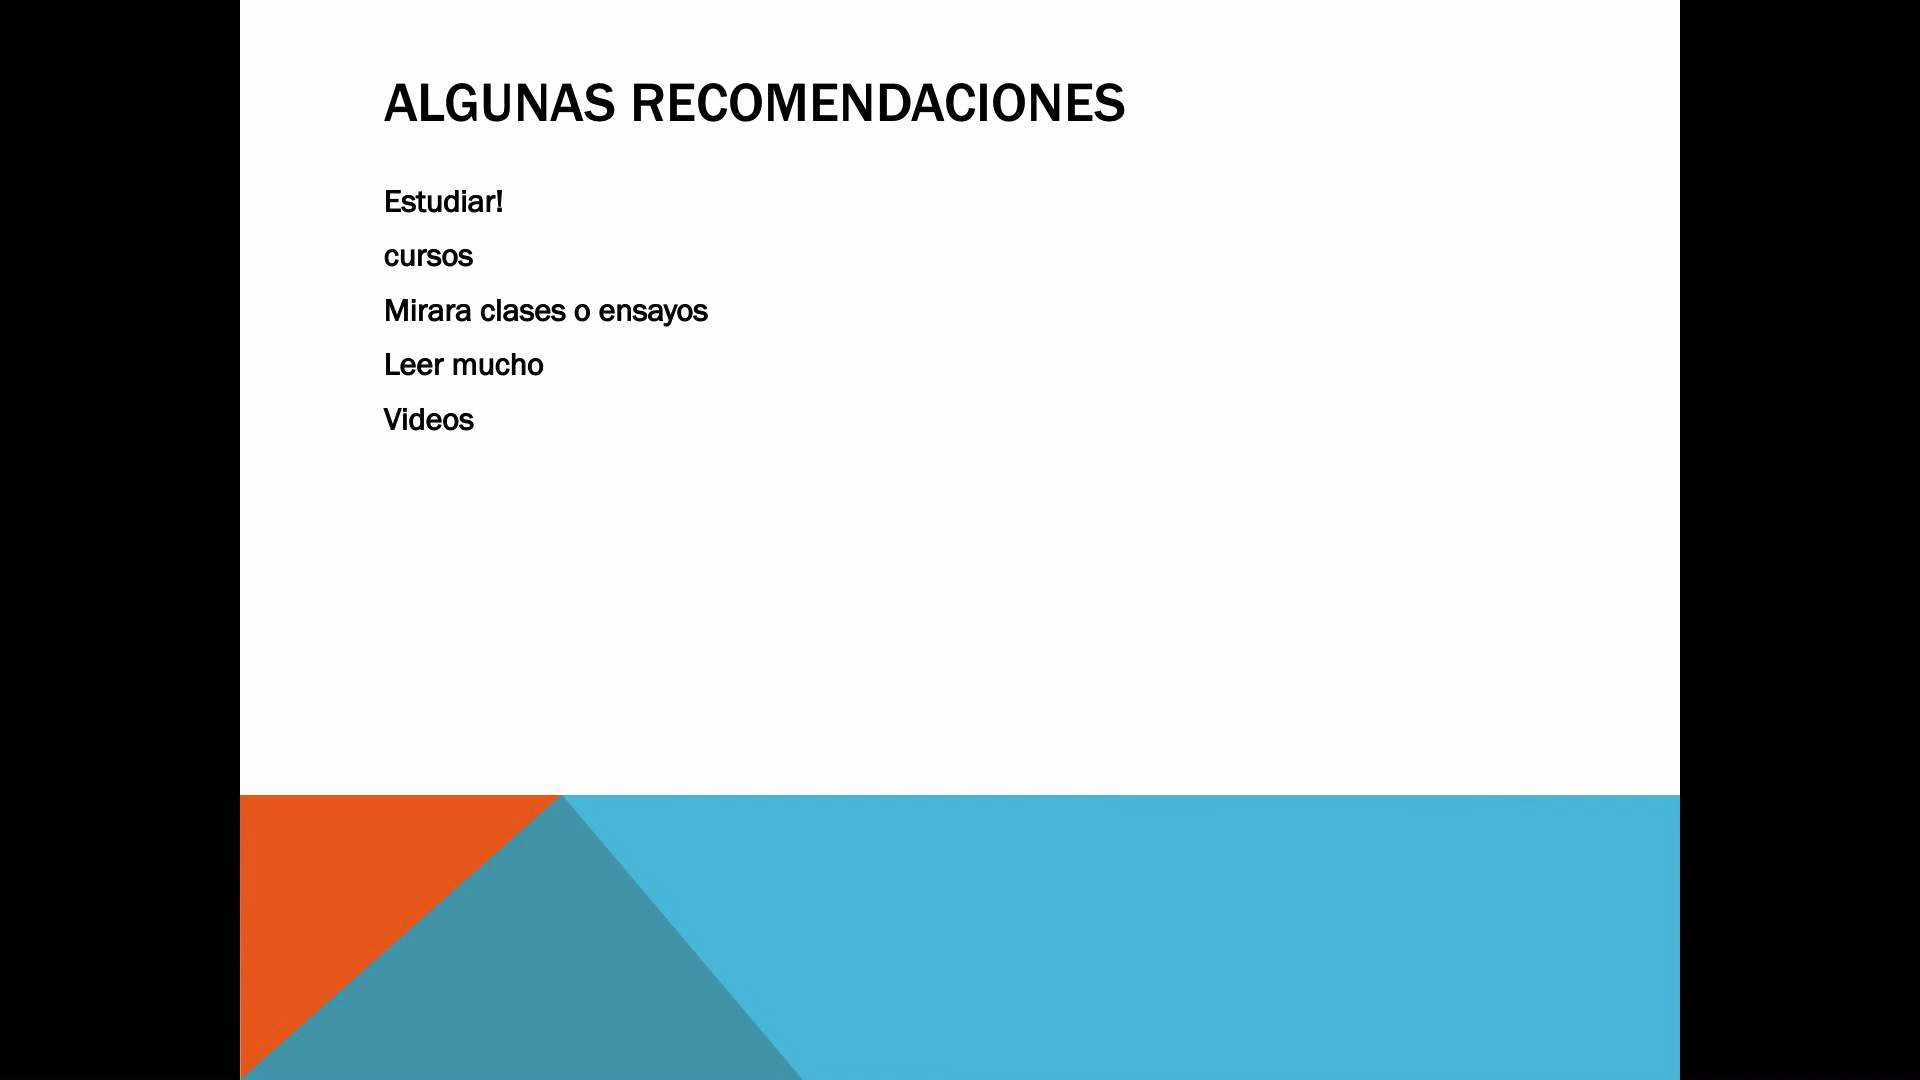 ALGUNAS RECOMENDACIONES
Estudiar!
cursos
Mirara clases o ensayos
Leer mucho
Videos